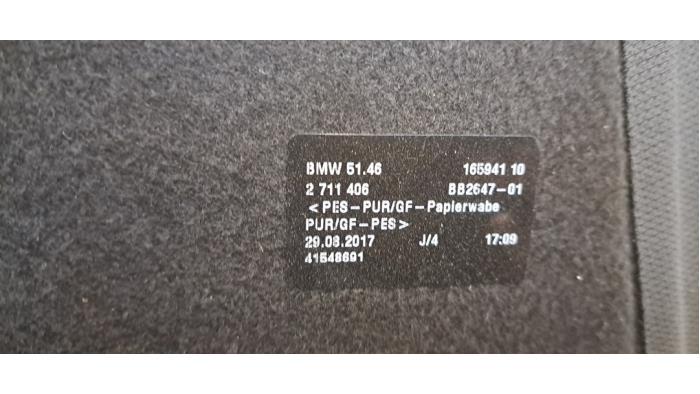 BMW 51.46 165941 10
2 711 406 BB2647-01
< PES-PUR/GF-Papierwabe
PUR/GF-PES >
29.08.2017 J/4 17:09
41548691